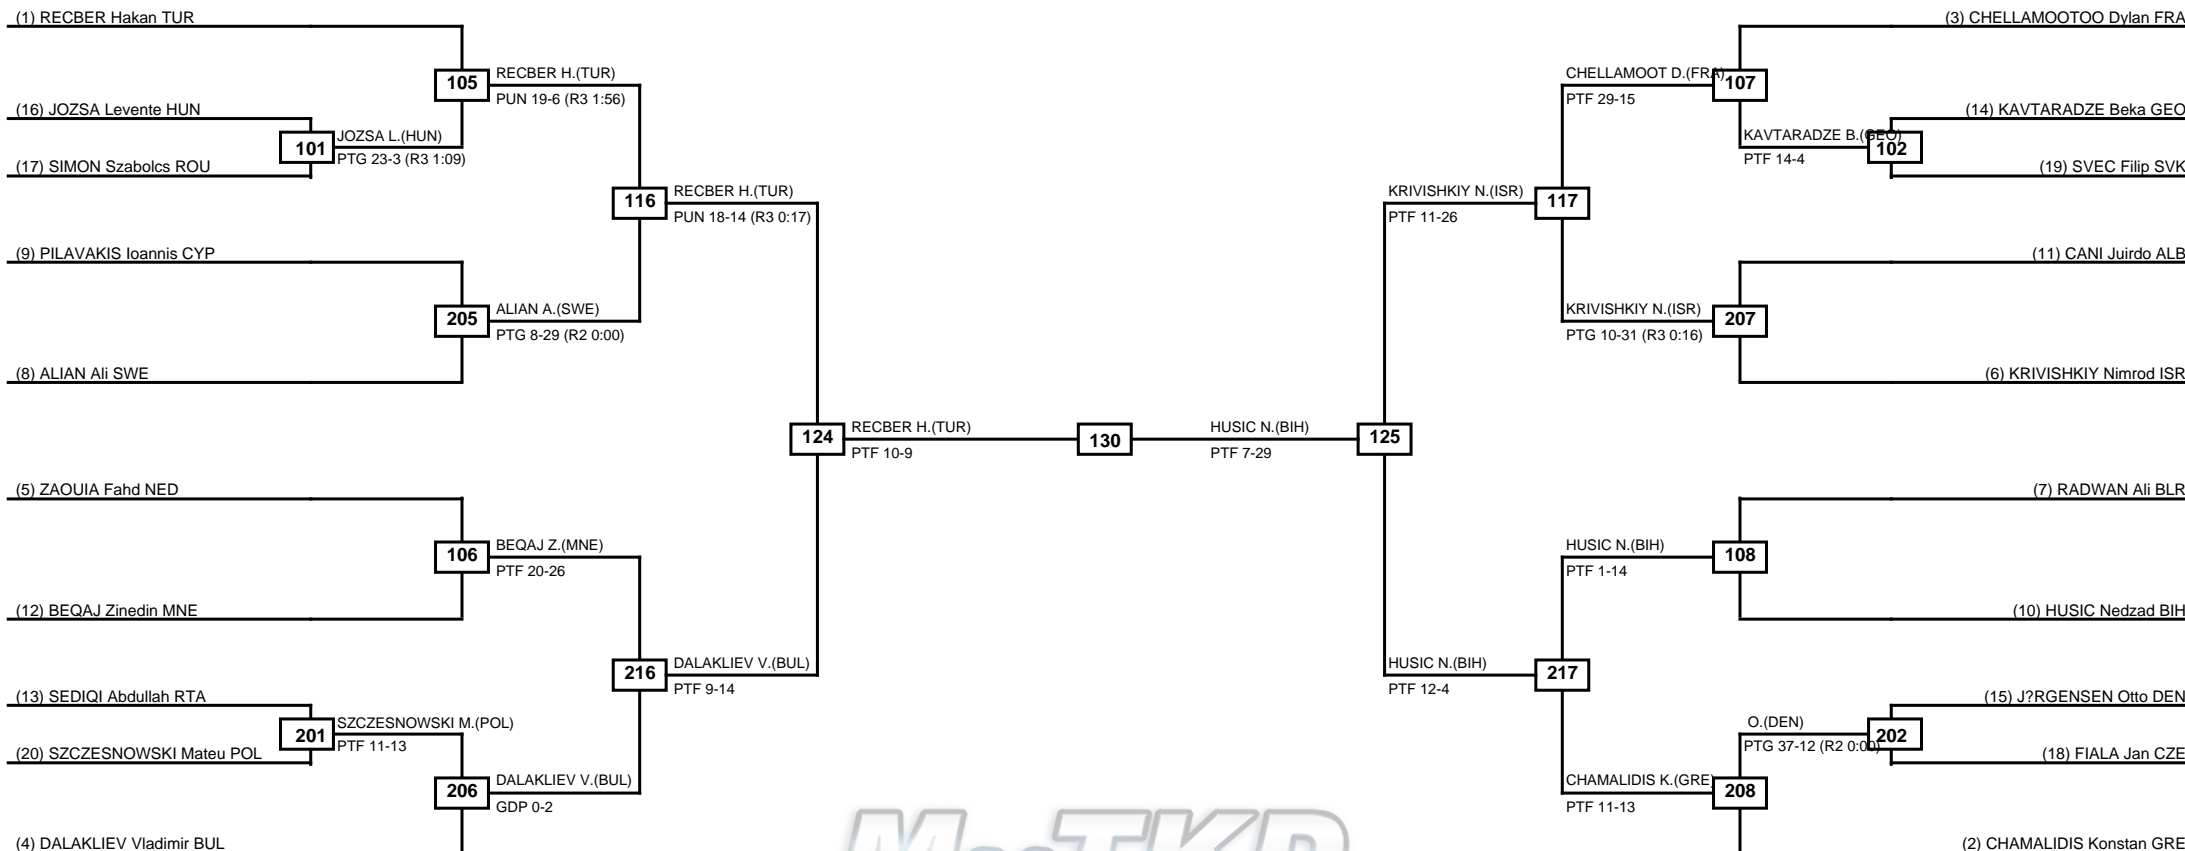 (1) RECBER Hakan TUR
105
RECBER H.(TUR)
PUN 19-6 (R3 1:56)
(16) JOZSA Levente HUN
101
JOZSA L.(HUN)
PTG 23-3 (R3 1:09)
(17) SIMON Szabolcs ROU
116
RECBER H.(TUR)
PUN 18-14 (R3 0:17)
(9) PILAVAKIS Ioannis CYP
205
ALIAN A.(SWE)
PTG 8-29 (R2 0:00)
(8) ALIAN Ali SWE
124
RECBER H.(TUR)
PTF 10-9
(5) ZAOUIA Fahd NED
106
BEQAJ Z.(MNE)
PTF 20-26
(12) BEQAJ Zinedin MNE
216
DALAKLIEV V.(BUL)
PTF 9-14
(13) SEDIQI Abdullah RTA
201
SZCZESNOWSKI M.(POL)
PTF 11-13
(20) SZCZESNOWSKI Mateu POL
206
DALAKLIEV V.(BUL)
GDP 0-2
(4) DALAKLIEV Vladimir BUL
130
(3) CHELLAMOOTOO Dylan FRA
CHELLAMOOT D.(FRA)
107
PTF 29-15
(14) KAVTARADZE Beka GEO
KAVTARADZE B.(GEO)
102
PTF 14-4
(19) SVEC Filip SVK
KRIVISHKIY N.(ISR)
117
PTF 11-26
(11) CANI Juirdo ALB
KRIVISHKIY N.(ISR)
207
PTG 10-31 (R3 0:16)
(6) KRIVISHKIY Nimrod ISR
HUSIC N.(BIH)
125
PTF 7-29
(7) RADWAN Ali BLR
HUSIC N.(BIH)
108
PTF 1-14
(10) HUSIC Nedzad BIH
HUSIC N.(BIH)
217
PTF 12-4
(15) J?RGENSEN Otto DEN
O.(DEN)
202
PTG 37-12 (R2 0:00)
(18) FIALA Jan CZE
CHAMALIDIS K.(GRE)
208
PTF 11-13
(2) CHAMALIDIS Konstan GRE